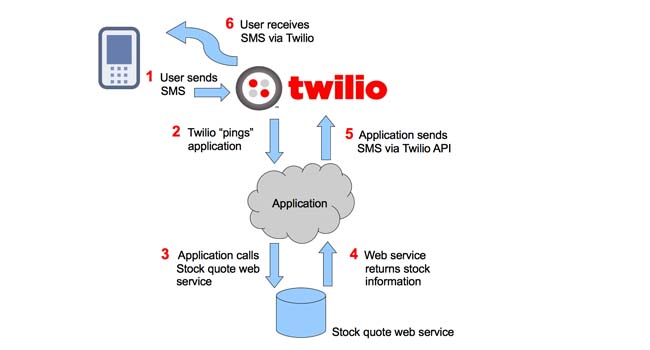 6 User receives
SMS via Twilio
1 User sends
SMS
twilio
2 Twilio “pings”
application
5 Application sends
SMS via Twilio API
Application
3 Application calls
Stock quote web
service
4 Web service
returns stock
information
Stock quote web service